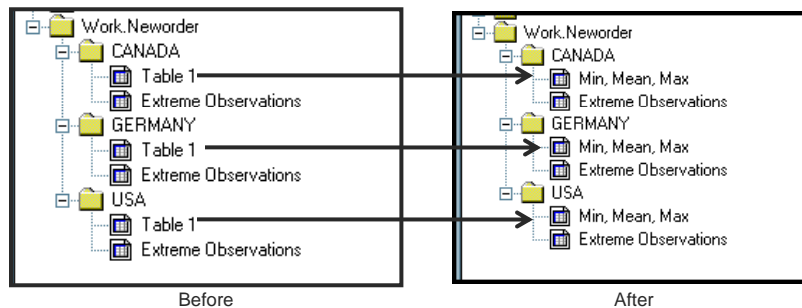 Work.Neworder
CANADA
Table 1
Extreme Observations
GERMANY
Table 1
Extreme Observations
USA
Table 1
Extreme Observations
Before
Work.Neworder
CANADA
Min, Mean, Max
Extreme Observations
GERMANY
Min, Mean, Max
Extreme Observations
USA
Min, Mean, Max
Extreme Observations
After